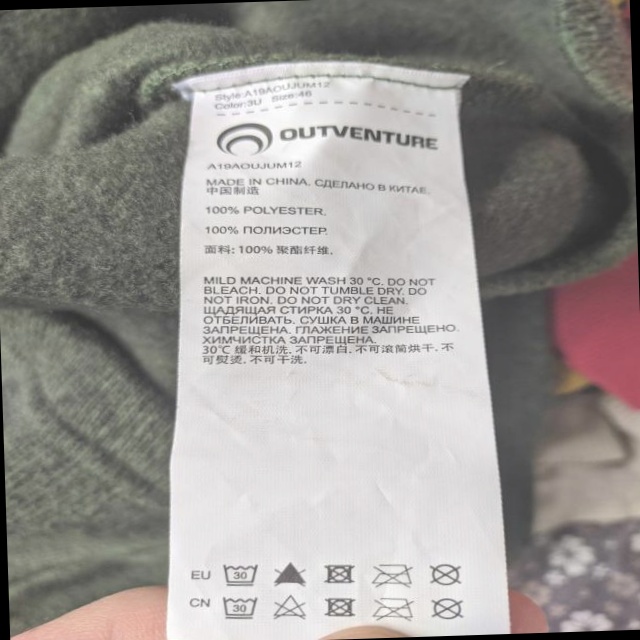 Style:A19AOUJUM12
Color:3U Size:46
OUTVENTURE
A19AOUJUM12
MADE IN CHINA. СДЕЛАНО В КИТАЕ.
中国制造
100% POLYESTER.
100% ПОЛИЭСТЕР.
面料: 100% 聚酯纤维.
MILD MACHINE WASH 30 °C. DO NOT
BLEACH. DO NOT TUMBLE DRY. DO
NOT IRON. DO NOT DRY CLEAN.
ЩАДЯЩАЯ СТИРКА 30 °C. НЕ
ОТБЕЛИВАТЬ. СУШКА В МАШИНЕ
ЗАПРЕЩЕНА. ГЛАЖЕНИЕ ЗАПРЕЩЕНО.
ХИМЧИСТКА ЗАПРЕЩЕНА.
30℃ 缓和机洗. 不可漂白. 不可滚筒烘干. 不
可熨烫. 不可干洗.
EU 30
CN 30